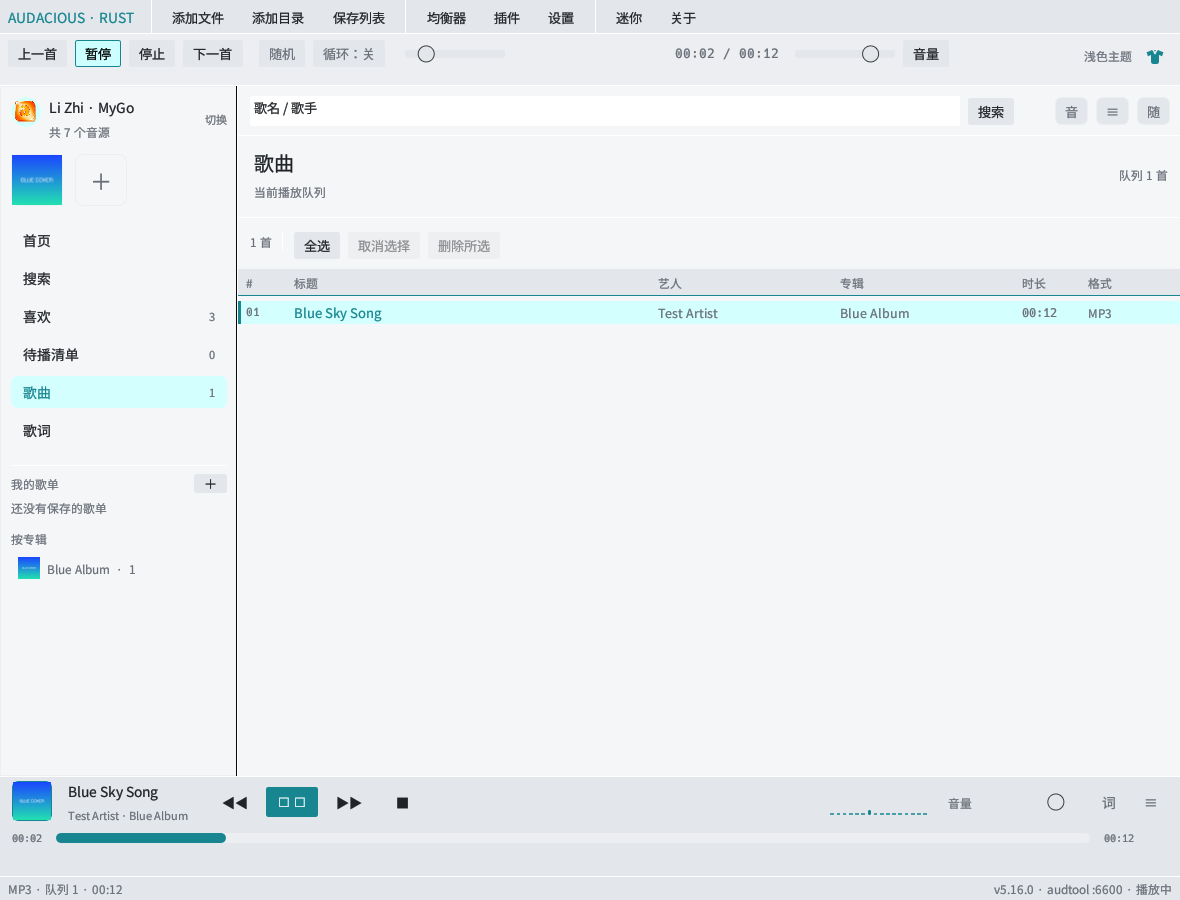 AUDACIOUS · RUST 添加文件 添加目录 保存列表 均衡器 插件 设置 迷你 关于
上一首 暂停 停止 下一首 随机 循环：关 00:02 / 00:12 音量 浅色主题
Li Zhi · MyGo
共 7 个音源
切换
BLUE COVER
首页
搜索
喜欢 3
待播清单 0
歌曲 1
歌词
我的歌单
还没有保存的歌单
按专辑
Blue Album · 1
歌名 / 歌手 搜索 音 随
歌曲
当前播放队列
队列 1 首
1 首 全选 取消选择 删除所选
# 标题 艺人 专辑 时长 格式
01 Blue Sky Song Test Artist Blue Album 00:12 MP3
BLUE COVER
Blue Sky Song
Test Artist · Blue Album
音量 词
00:02 00:12
MP3 · 队列 1 · 00:12 v5.16.0 · audtool :6600 · 播放中